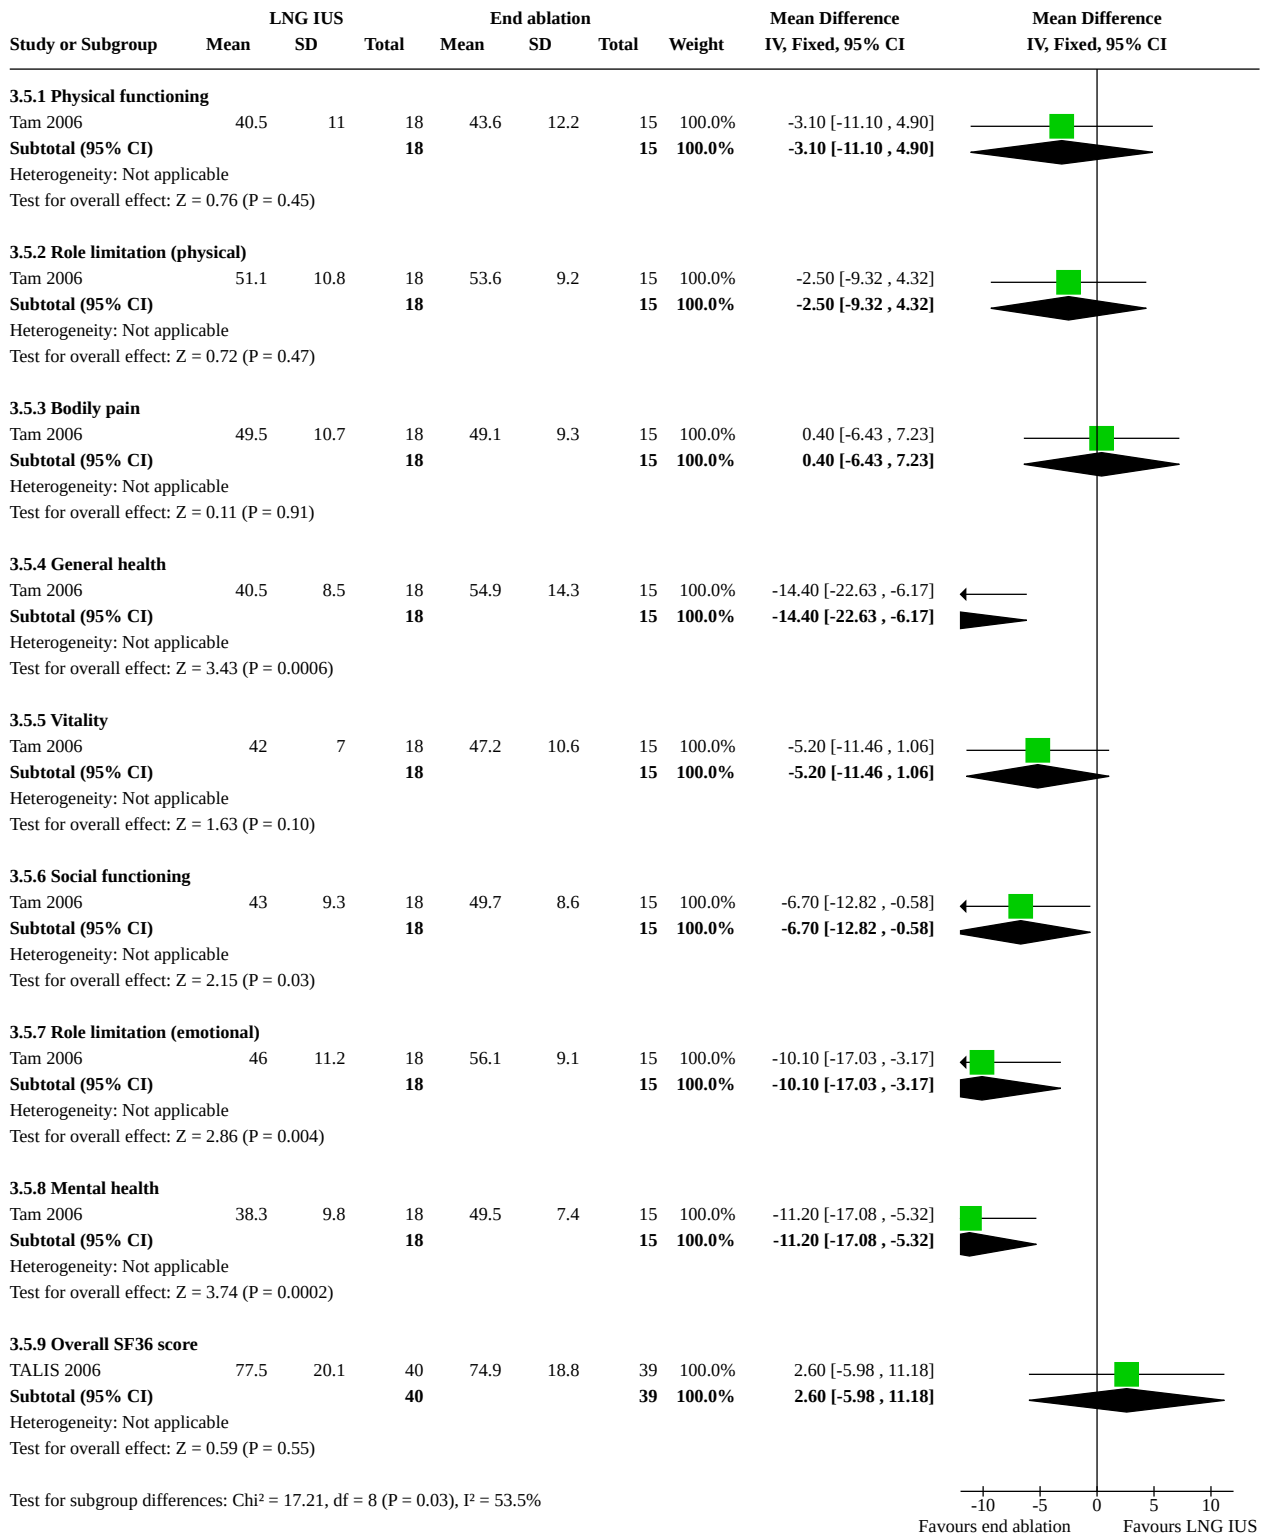 LNG IUS End ablation Mean Difference Mean Difference
Study or Subgroup Mean SD Total Mean SD Total Weight IV, Fixed, 95% CI IV, Fixed, 95% CI
3.5.1 Physical functioning
Tam 2006 40.5 11 18 43.6 12.2 15 100.0% -3.10 [-11.10 , 4.90]
Subtotal (95% CI) 18 15 100.0% -3.10 [-11.10 , 4.90]
Heterogeneity: Not applicable
Test for overall effect: Z = 0.76 (P = 0.45)
3.5.2 Role limitation (physical)
Tam 2006 51.1 10.8 18 53.6 9.2 15 100.0% -2.50 [-9.32 , 4.32]
Subtotal (95% CI) 18 15 100.0% -2.50 [-9.32 , 4.32]
Heterogeneity: Not applicable
Test for overall effect: Z = 0.72 (P = 0.47)
3.5.3 Bodily pain
Tam 2006 49.5 10.7 18 49.1 9.3 15 100.0% 0.40 [-6.43 , 7.23]
Subtotal (95% CI) 18 15 100.0% 0.40 [-6.43 , 7.23]
Heterogeneity: Not applicable
Test for overall effect: Z = 0.11 (P = 0.91)
3.5.4 General health
Tam 2006 40.5 8.5 18 54.9 14.3 15 100.0% -14.40 [-22.63 , -6.17]
Subtotal (95% CI) 18 15 100.0% -14.40 [-22.63 , -6.17]
Heterogeneity: Not applicable
Test for overall effect: Z = 3.43 (P = 0.0006)
3.5.5 Vitality
Tam 2006 42 7 18 47.2 10.6 15 100.0% -5.20 [-11.46 , 1.06]
Subtotal (95% CI) 18 15 100.0% -5.20 [-11.46 , 1.06]
Heterogeneity: Not applicable
Test for overall effect: Z = 1.63 (P = 0.10)
3.5.6 Social functioning
Tam 2006 43 9.3 18 49.7 8.6 15 100.0% -6.70 [-12.82 , -0.58]
Subtotal (95% CI) 18 15 100.0% -6.70 [-12.82 , -0.58]
Heterogeneity: Not applicable
Test for overall effect: Z = 2.15 (P = 0.03)
3.5.7 Role limitation (emotional)
Tam 2006 46 11.2 18 56.1 9.1 15 100.0% -10.10 [-17.03 , -3.17]
Subtotal (95% CI) 18 15 100.0% -10.10 [-17.03 , -3.17]
Heterogeneity: Not applicable
Test for overall effect: Z = 2.86 (P = 0.004)
3.5.8 Mental health
Tam 2006 38.3 9.8 18 49.5 7.4 15 100.0% -11.20 [-17.08 , -5.32]
Subtotal (95% CI) 18 15 100.0% -11.20 [-17.08 , -5.32]
Heterogeneity: Not applicable
Test for overall effect: Z = 3.74 (P = 0.0002)
3.5.9 Overall SF36 score
TALIS 2006 77.5 20.1 40 74.9 18.8 39 100.0% 2.60 [-5.98 , 11.18]
Subtotal (95% CI) 40 39 100.0% 2.60 [-5.98 , 11.18]
Heterogeneity: Not applicable
Test for overall effect: Z = 0.59 (P = 0.55)
Test for subgroup differences: Chi² = 17.21, df = 8 (P = 0.03), I² = 53.5%
-10 -5 0 5 10
Favours end ablation Favours LNG IUS